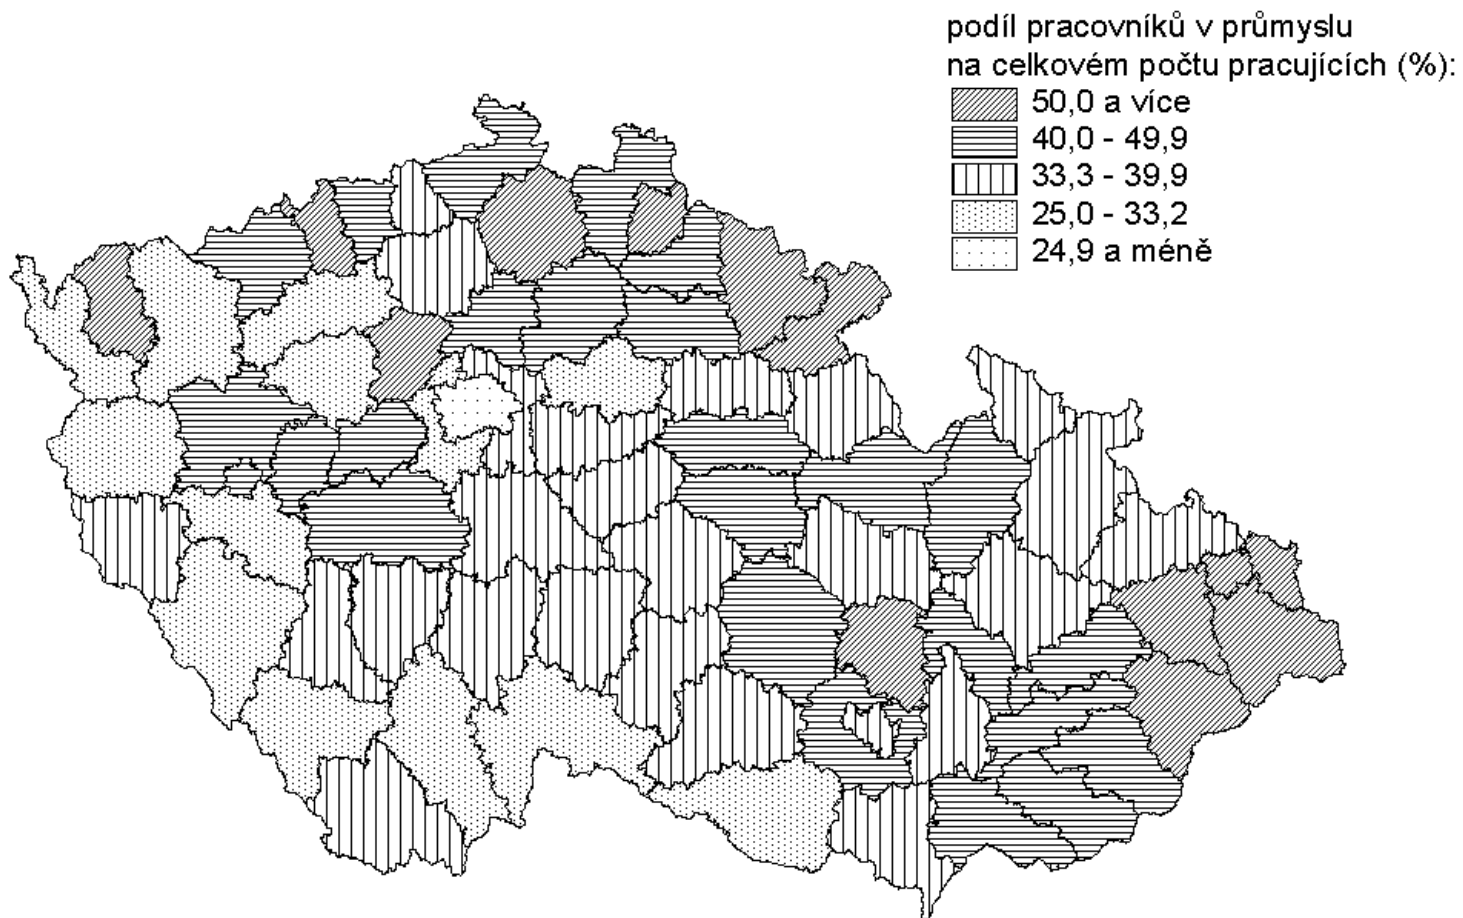 podíl pracovníků v průmyslu
na celkovém počtu pracujících (%):
50,0 a více
40,0 - 49,9
33,3 - 39,9
25,0 - 33,2
24,9 a méně